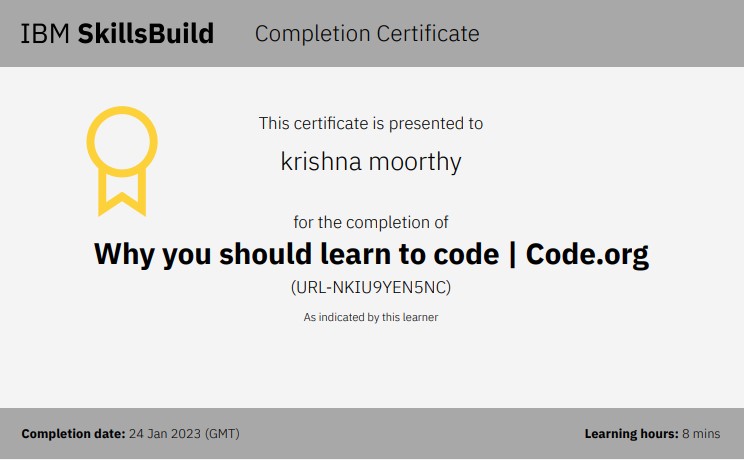 IBM SkillsBuild Completion Certificate
This certificate is presented to
krishna moorthy
for the completion of
Why you should learn to code | Code.org
(URL-NKIU9YEN5NC)
As indicated by this learner
Completion date: 24 Jan 2023 (GMT) Learning hours: 8 mins